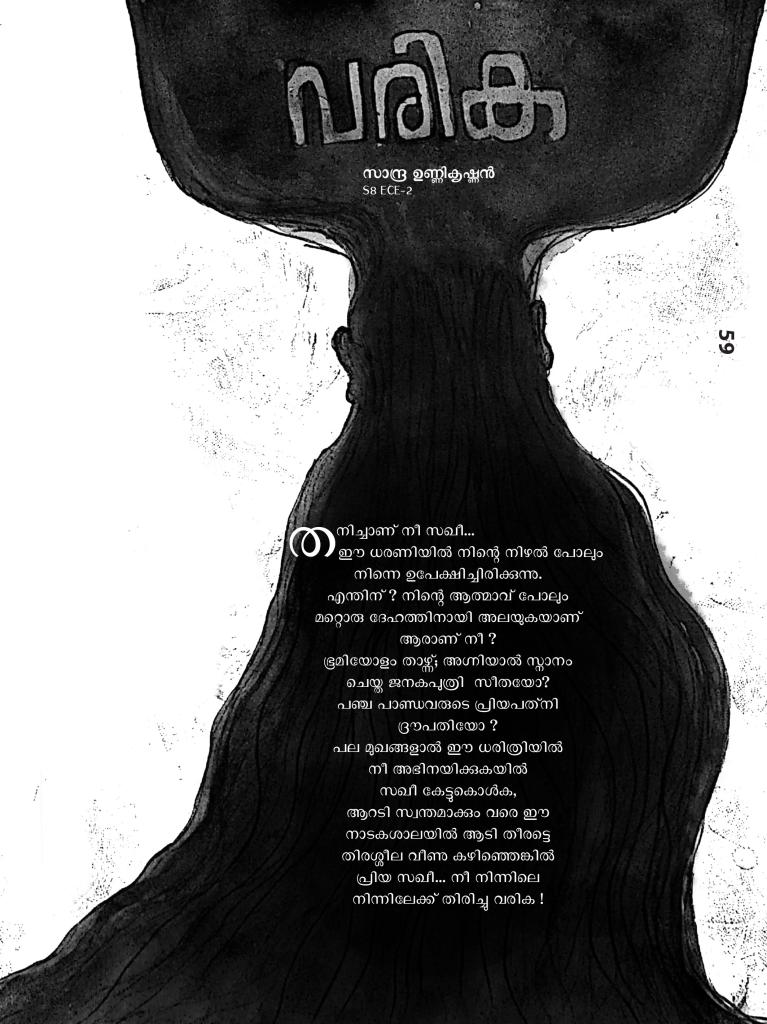 വരിക
സാന്ദ്ര ഉണ്ണികൃഷ്ണൻ
S8 ECE-2
59
തനിച്ചാണ് നീ സഖീ...
ഈ ധരണിയിൽ നിന്റെ നിഴൽ പോലും
നിന്നെ ഉപേക്ഷിച്ചിരിക്കുന്നു.
എന്തിന് ? നിന്റെ ആത്മാവ് പോലും
മറ്റൊരു ദേഹത്തിനായി അലയുകയാണ്
ആരാണ് നീ ?
ഭൂമിയോളം താഴ്ന്ന്; അഗ്നിയാൽ സ്നാനം
ചെയ്ത ജനകപുത്രി സീതയോ?
പഞ്ച പാണ്ഡവരുടെ പ്രിയപത്നി
ദ്രൗപതിയോ ?
പല മുഖങ്ങളാൽ ഈ ധരിത്രിയിൽ
നീ അഭിനയിക്കുകയിൽ
സഖീ കേട്ടുകൊൾക,
ആറടി സ്വന്തമാക്കും വരെ ഈ
നാടകശാലയിൽ ആടി തീരട്ടെ
തിരശ്ശീല വീണു കഴിഞ്ഞെങ്കിൽ
പ്രിയ സഖീ... നീ നിന്നിലെ
നിന്നിലേക്ക് തിരിച്ചു വരിക !